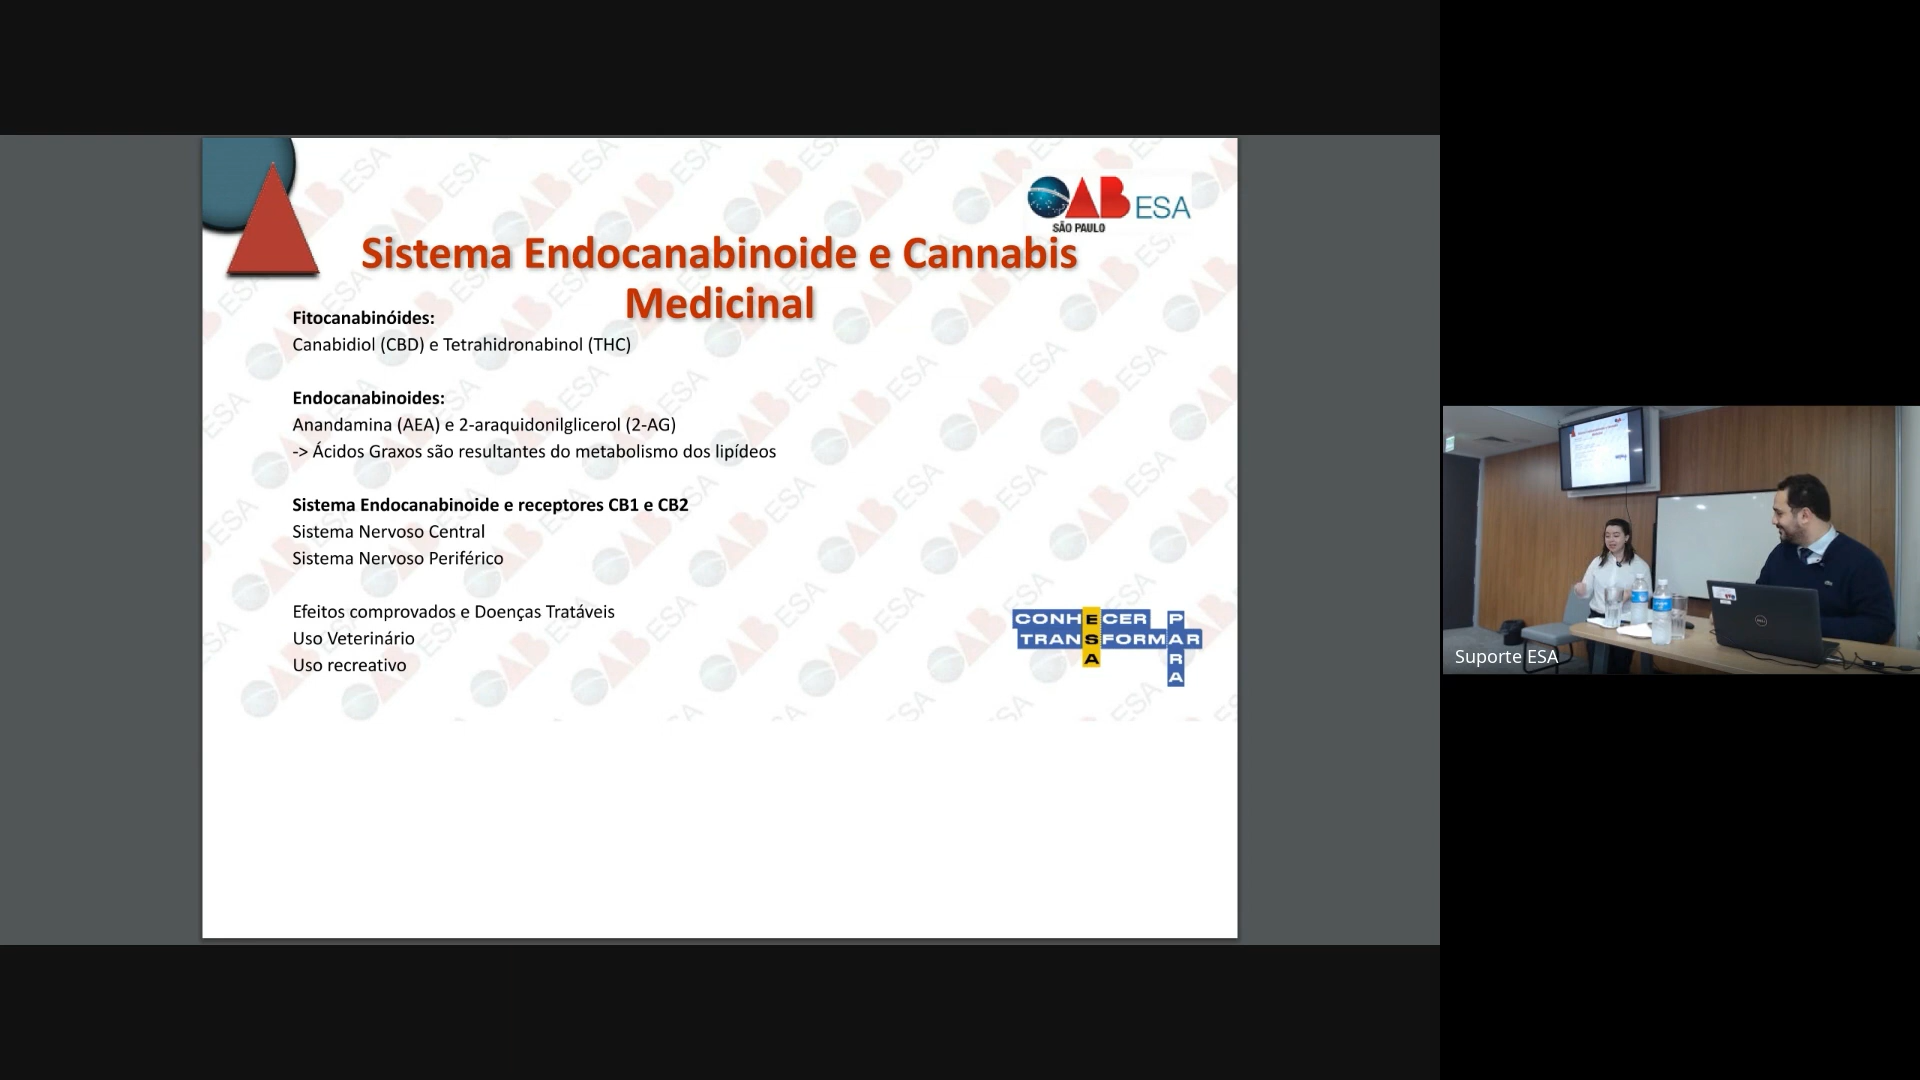 OAB ESA
SÃO PAULO
Sistema Endocanabinoide e Cannabis
Medicinal
Fitocanabinóides:
Canabidiol (CBD) e Tetrahidronabinol (THC)
Endocanabinoides:
Anandamina (AEA) e 2-araquidonilglicerol (2-AG)
-> Ácidos Graxos são resultantes do metabolismo dos lipídeos
Sistema Endocanabinoide e receptores CB1 e CB2
Sistema Nervoso Central
Sistema Nervoso Periférico
Efeitos comprovados e Doenças Tratáveis
Uso Veterinário
Uso recreativo
CONHECER
TRANSFORMAR
ESA
PARA
Suporte ESA